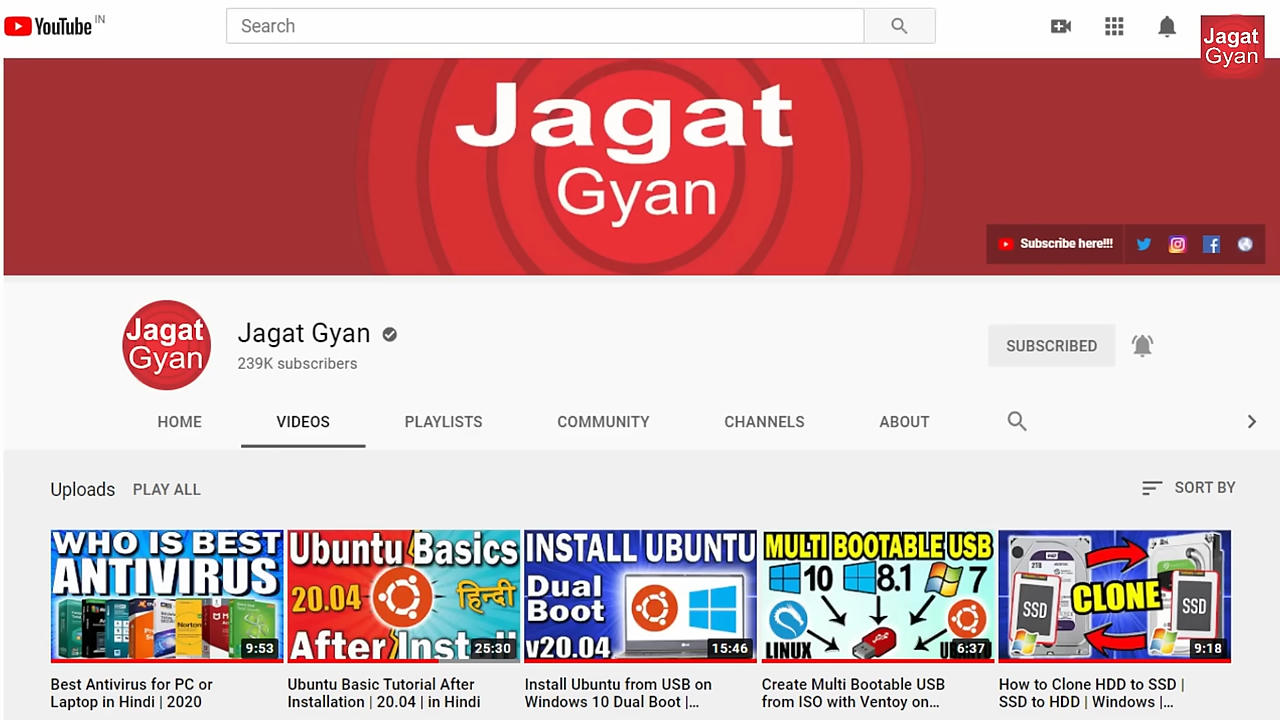 YouTube IN
Search
Jagat
Gyan
Jagat
Gyan
Subscribe here!!!
Jagat
Gyan
Jagat Gyan
239K subscribers
SUBSCRIBED
HOME
VIDEOS
PLAYLISTS
COMMUNITY
CHANNELS
ABOUT
Uploads
PLAY ALL
SORT BY
WHO IS BEST
ANTIVIRUS
Norton
9:53
Best Antivirus for PC or
Laptop in Hindi | 2020
Ubuntu Basics
20.04
हिन्दी
After Install
25:30
Ubuntu Basic Tutorial After
Installation | 20.04 | in Hindi
INSTALL UBUNTU
Dual
Boot
v20.04
15:46
Install Ubuntu from USB on
Windows 10 Dual Boot |...
MULTI BOOTABLE USB
10
8.1
7
LINUX
UBUNTU
6:37
Create Multi Bootable USB
from ISO with Ventoy on...
2TB
SSD
CLONE
SSD
9:18
How to Clone HDD to SSD |
SSD to HDD | Windows |...